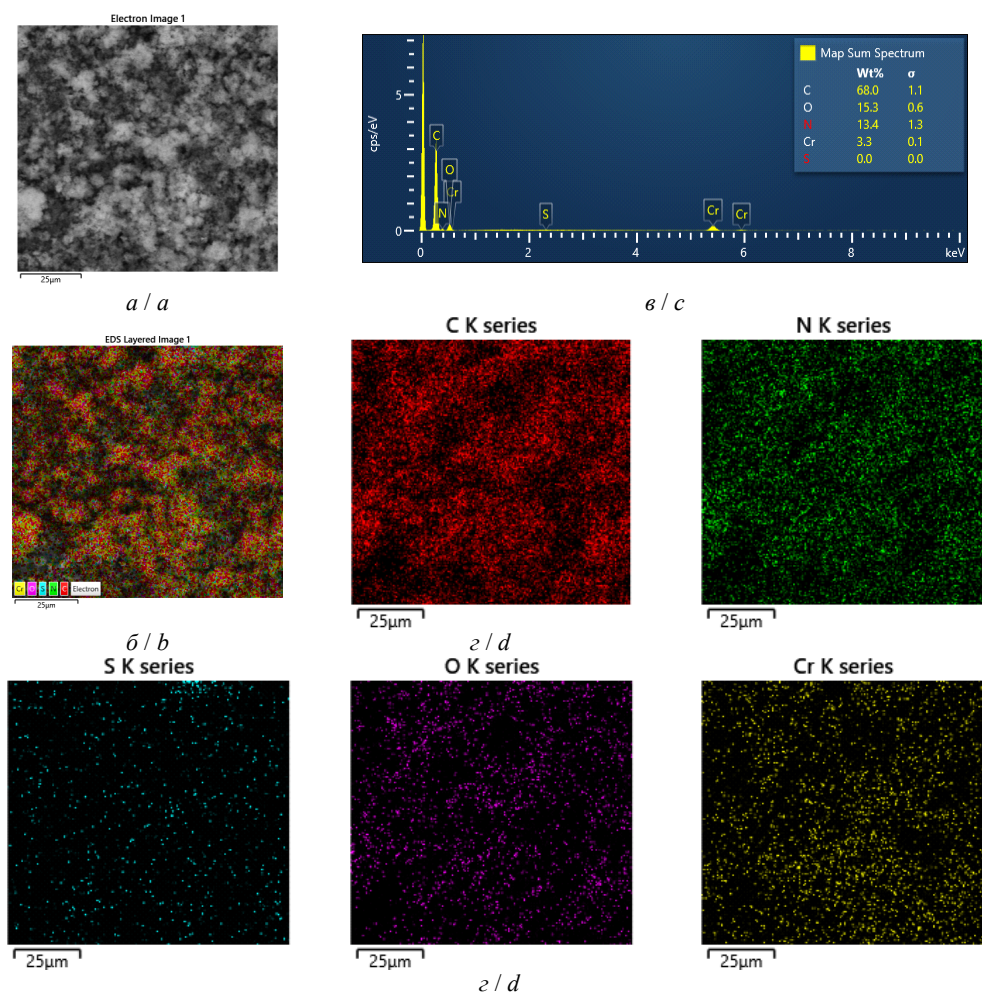 Electron Image 1
25µm
а / a
Map Sum Spectrum
Wt% σ
C 68.0 1.1
O 15.3 0.6
N 13.4 1.3
Cr 3.3 0.1
S 0.0 0.0
cps/eV
5
0
C
O
Cr
N
S
Cr
Cr
0 2 4 6 8 keV
в / c
EDS Layered Image 1
Cr O S N C Electron
25µm
б / b
C K series
25µm
N K series
25µm
г / d
S K series
25µm
O K series
25µm
Cr K series
25µm
г / d